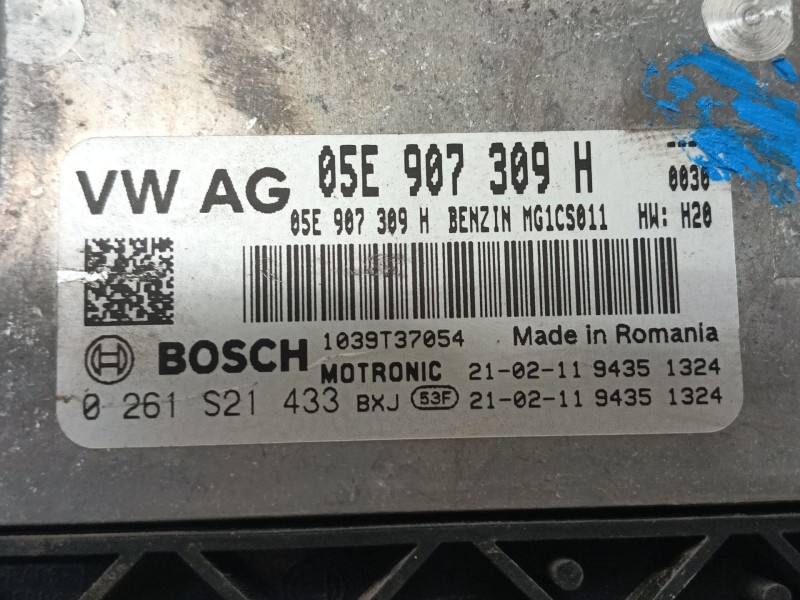 VW AG 05E 907 309 H ---
0030
05E 907 309 H BENZIN MG1CS011 HW: H20
1039T37054 Made in Romania
BOSCH
MOTRONIC 21-02-11 9435 1324
0 261 S21 433 BXJ 53F 21-02-11 9435 1324